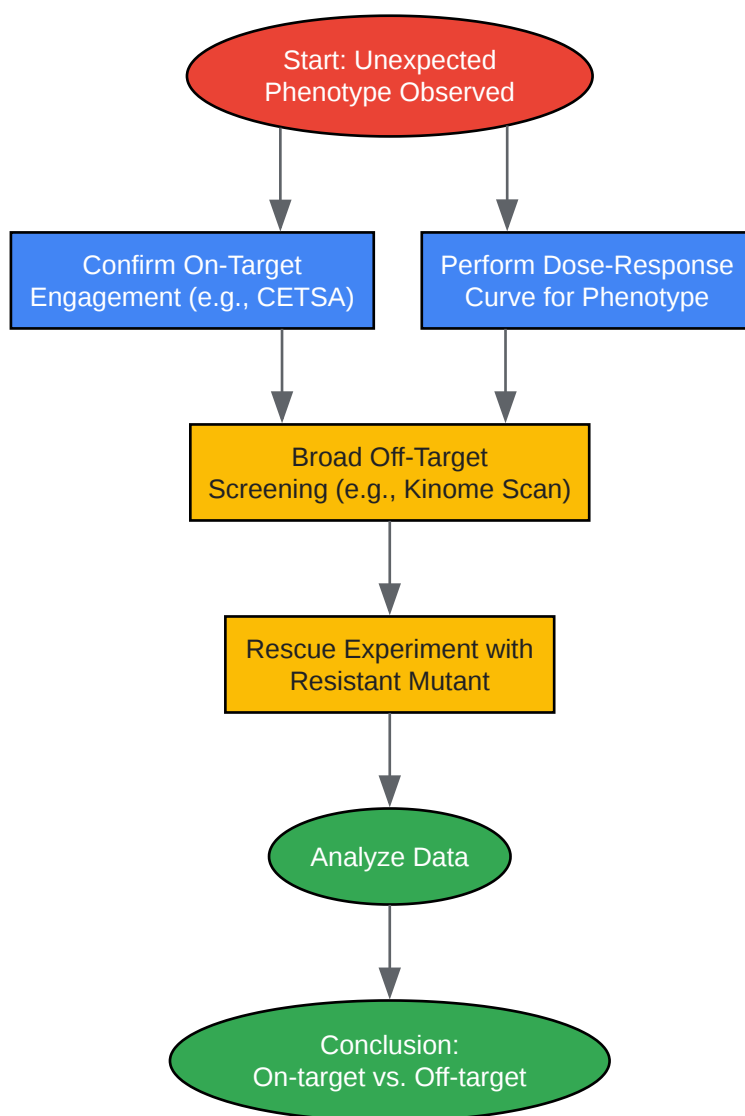 Start: Unexpected
Phenotype Observed
Confirm On-Target
Engagement (e.g., CETSA)
Perform Dose-Response
Curve for Phenotype
Broad Off-Target
Screening (e.g., Kinome Scan)
Rescue Experiment with
Resistant Mutant
Analyze Data
Conclusion:
On-target vs. Off-target